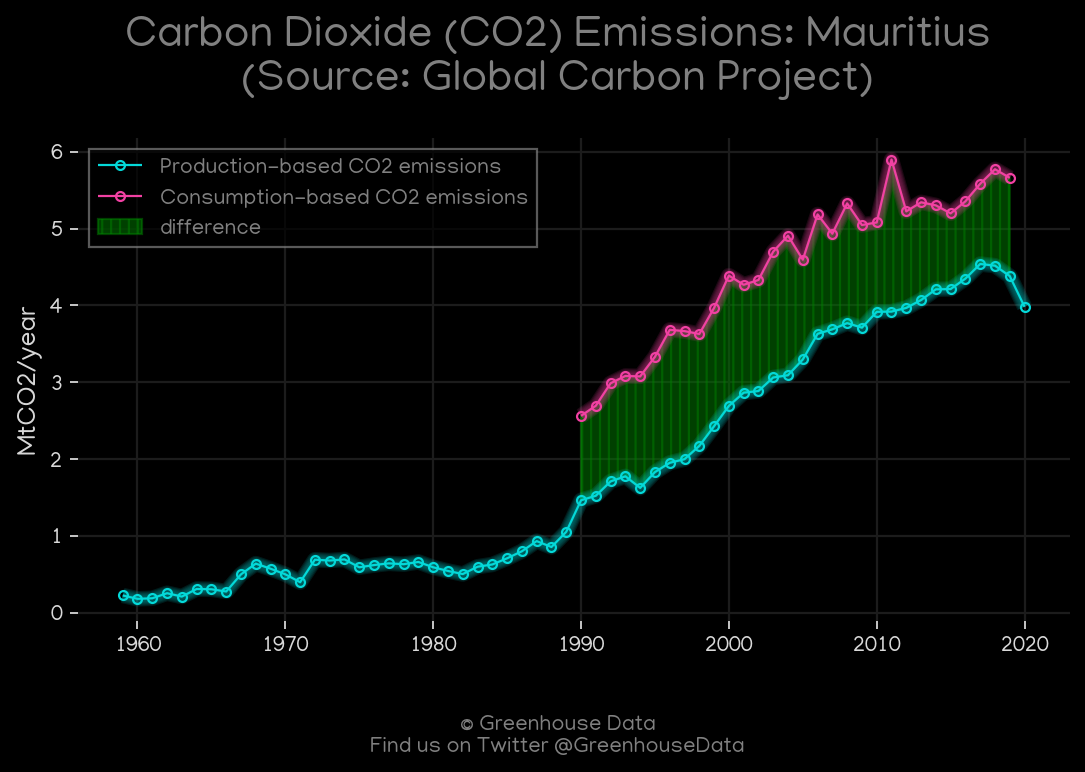 Carbon Dioxide (CO2) Emissions: Mauritius
(Source: Global Carbon Project)
Production-based CO2 emissions
Consumption-based CO2 emissions
difference
MtCO2/year
6
5
4
3
2
1
0
1960 1970 1980 1990 2000 2010 2020
© Greenhouse Data
Find us on Twitter @GreenhouseData